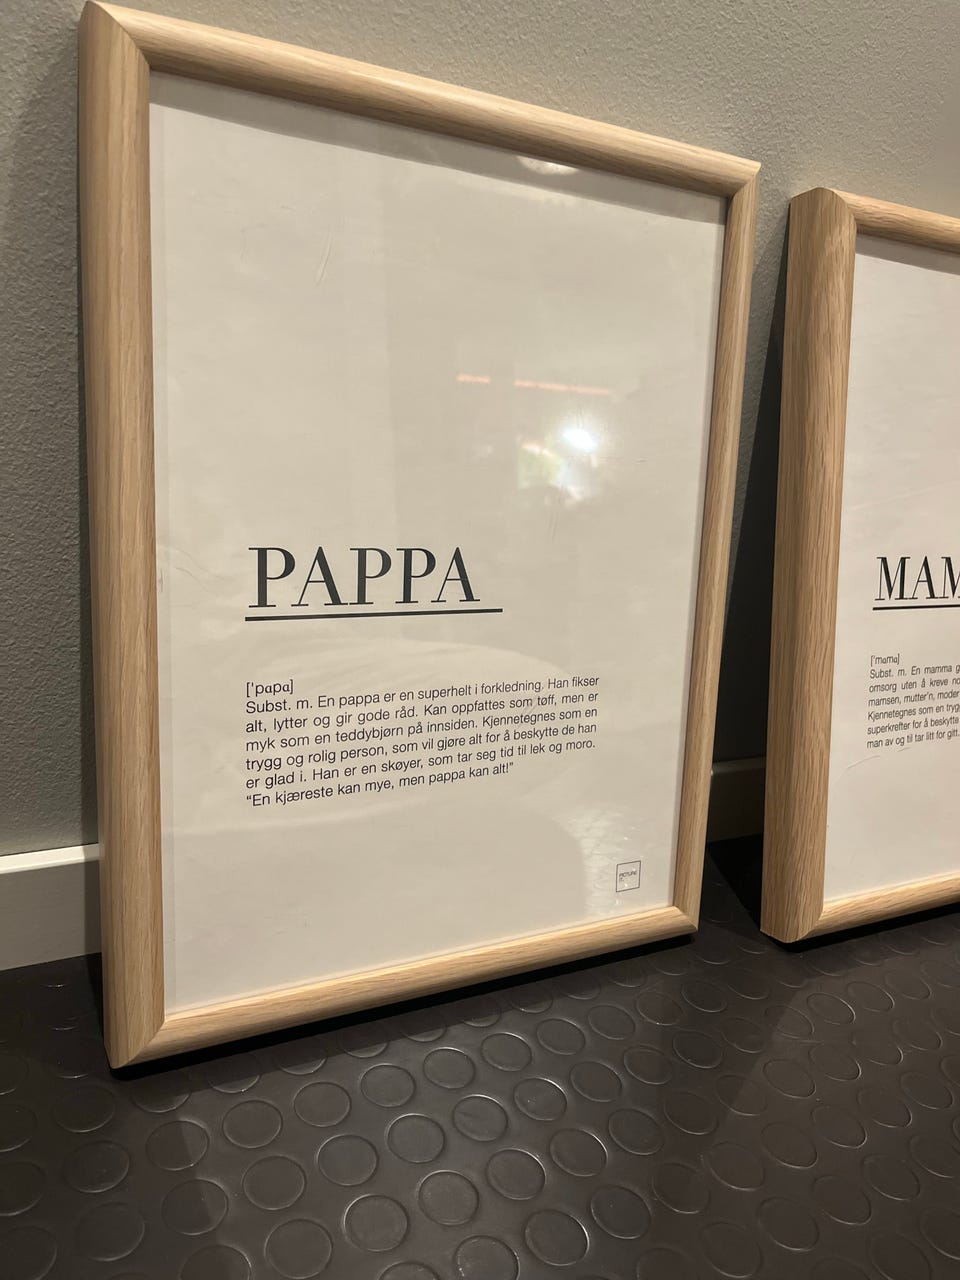 PAPPA
['papa]
Subst. m. En pappa er en superhelt i forkledning. Han fikser
alt, lytter og gir gode råd. Kan oppfattes som tøff, men er
myk som en teddybjørn på innsiden. Kjennetegnes som en
trygg og rolig person, som vil gjøre alt for å beskytte de han
er glad i. Han er en skøyer, som tar seg tid til lek og moro.
"En kjæreste kan mye, men pappa kan alt!"
PICTURE
MAM
['mama]
Subst. m. En mamma g
omsorg uten å kreve no
mamsen, mutter'n, moder
Kjennetegnes som en tryg
superkrefter for å beskytte
man av og til tar litt for gitt.